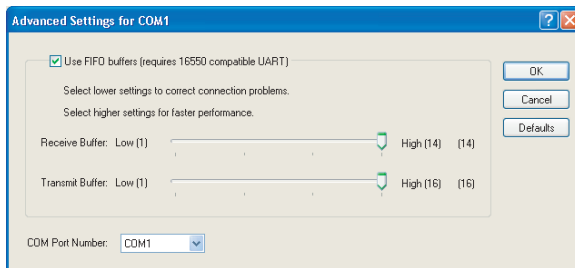 Advanced Settings for COM1
Use FIFO buffers (requires 16550 compatible UART)
OK
Select lower settings to correct connection problems.
Cancel
Select higher settings for faster performance.
Defaults
Receive Buffer: Low (1) High (14) (14)
Transmit Buffer: Low (1) High (16) (16)
COM Port Number: COM1